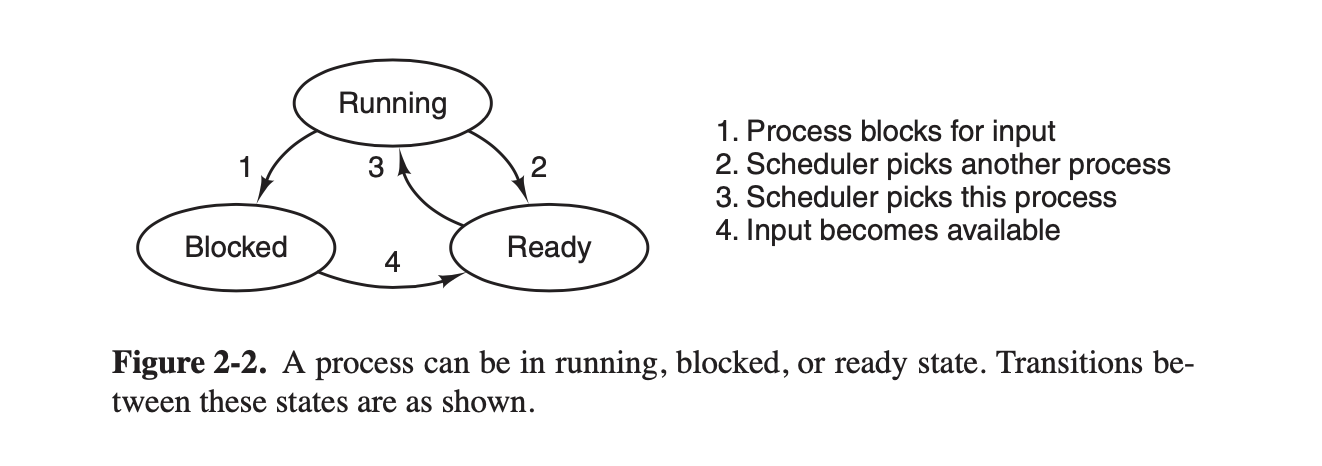 Running
1
3
2
Blocked
4
Ready
1. Process blocks for input
2. Scheduler picks another process
3. Scheduler picks this process
4. Input becomes available
Figure 2-2. A process can be in running, blocked, or ready state. Transitions be-
tween these states are as shown.